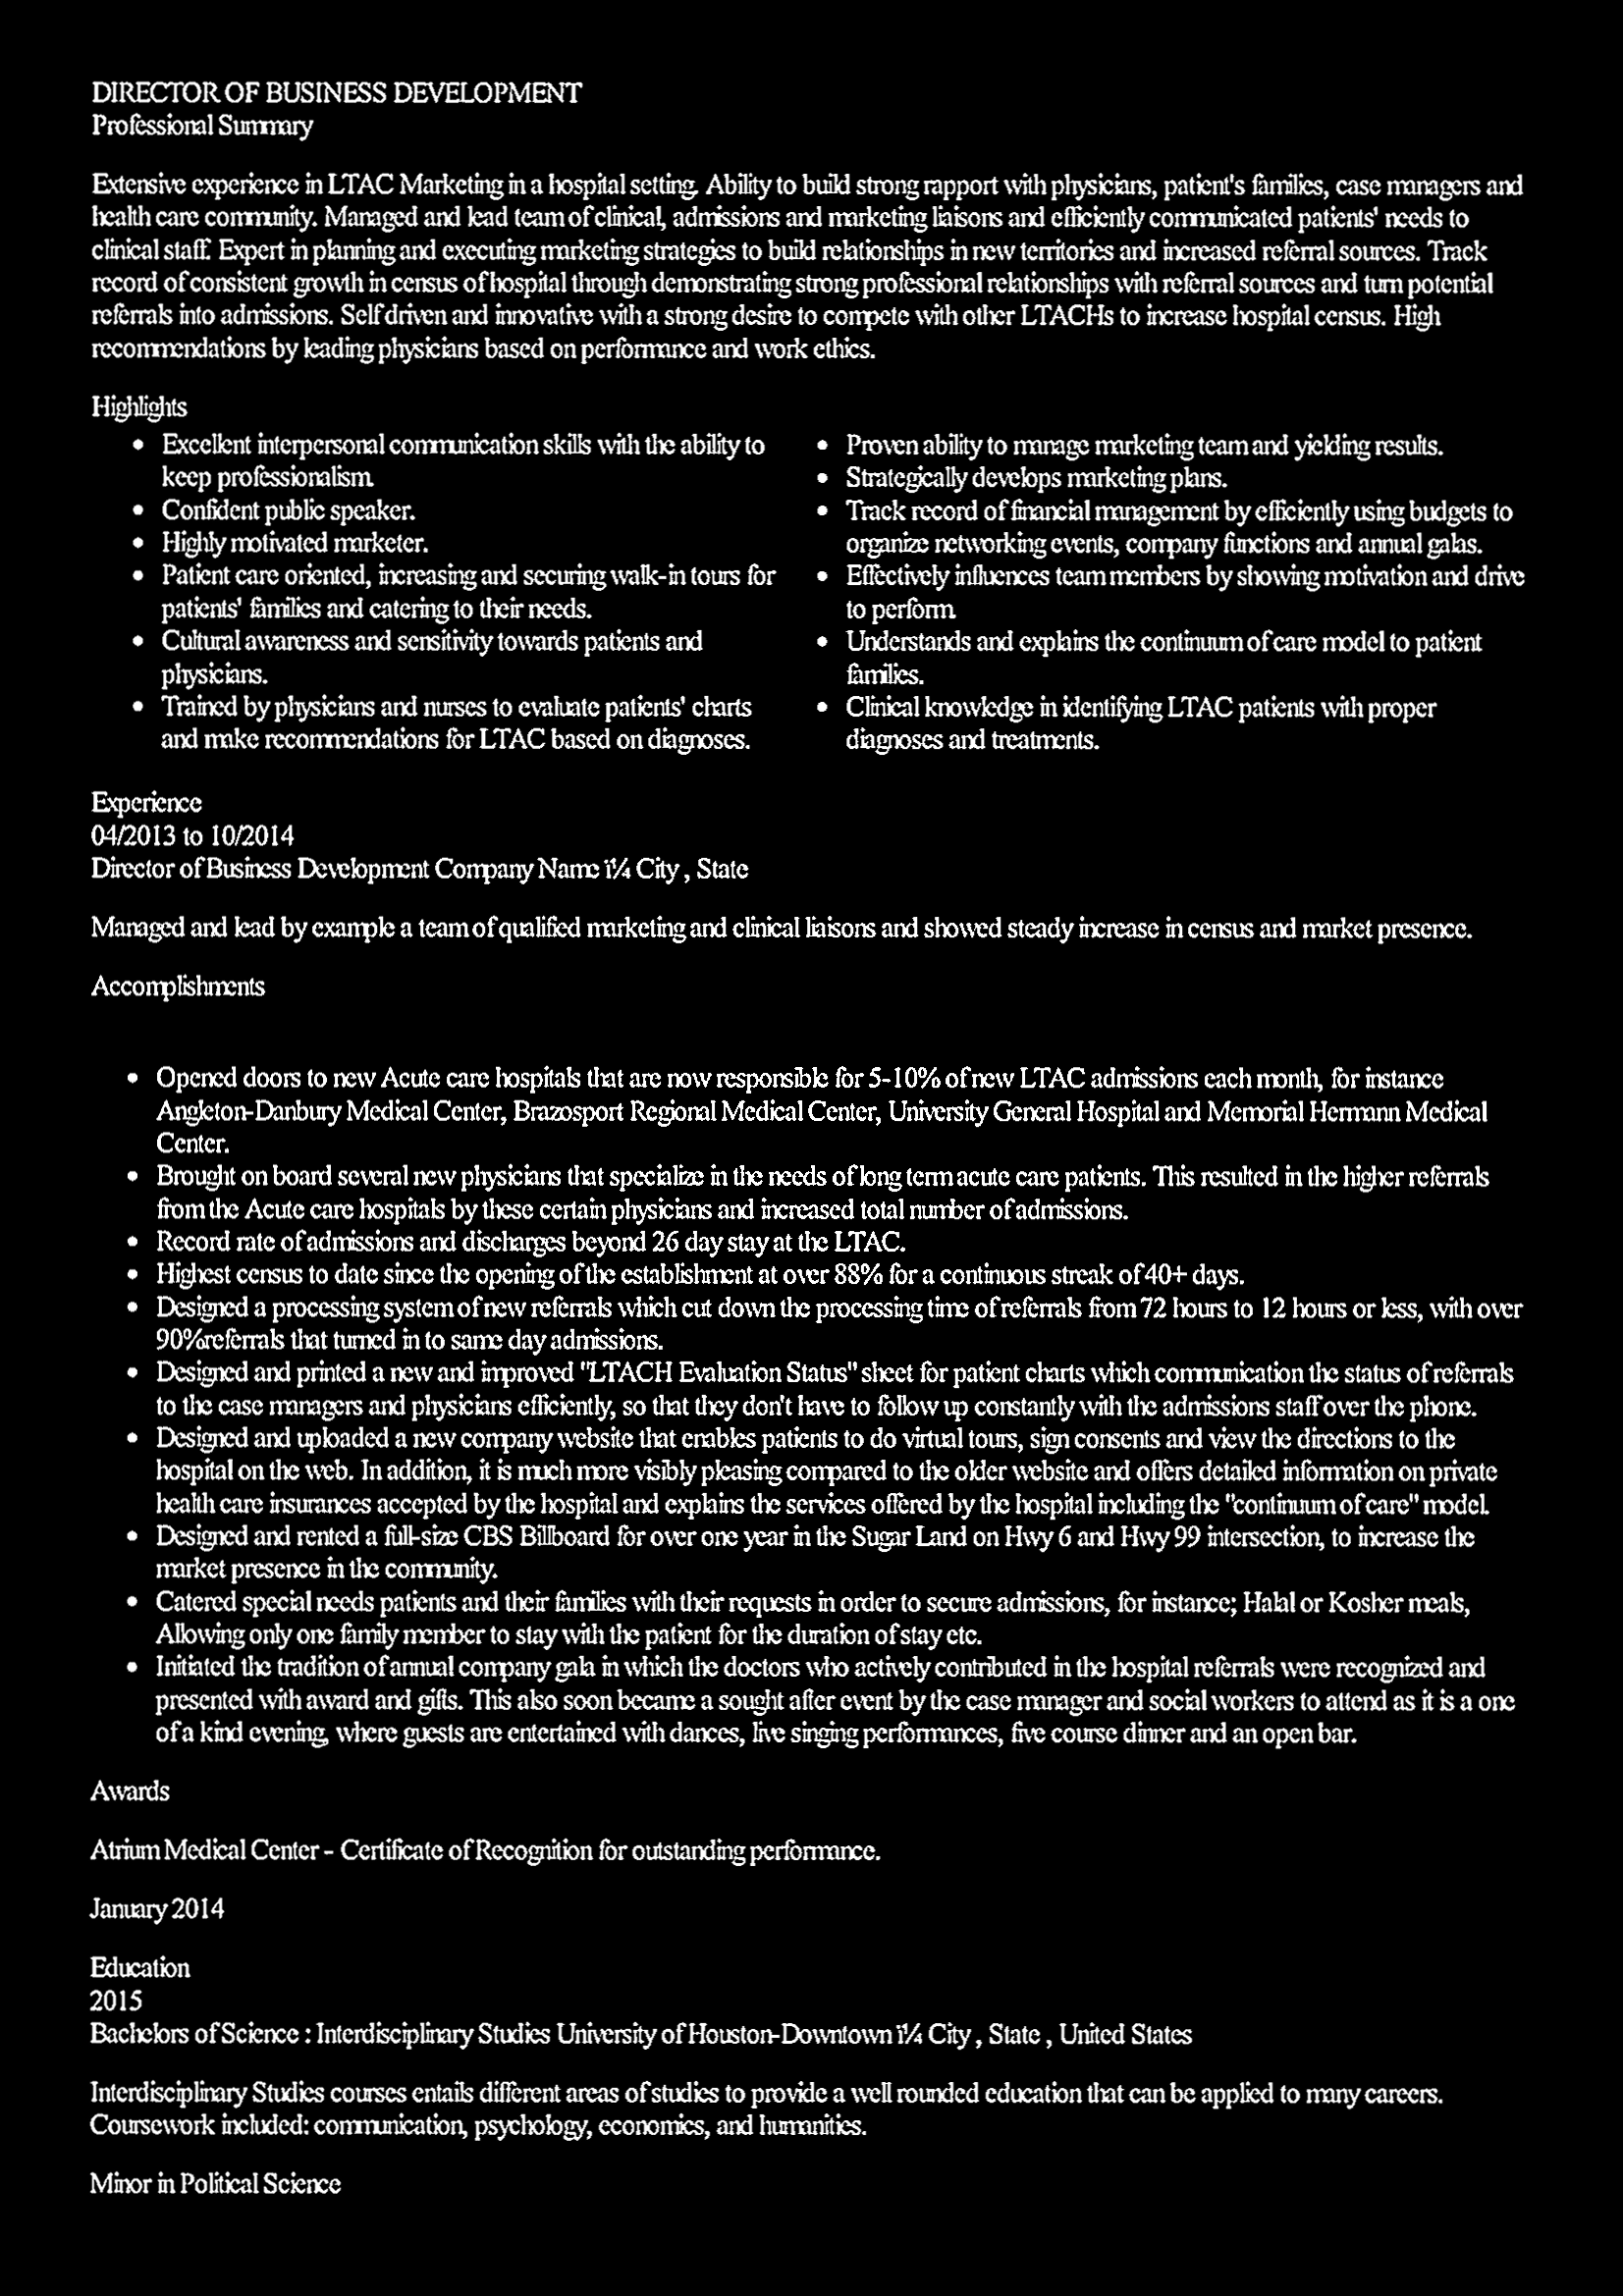 DIRECTOR OF BUSINESS DEVELOPMENT
Professional Summary
Extensive experience in LTAC Marketing in a hospital setting. Ability to build strong rapport with physicians, patient's families, case managers and
health care community. Managed and lead team of clinical, admissions and marketing liaisons and efficiently communicated patients' needs to
clinical staff. Expert in planning and executing marketing strategies to build relationships in new territories and increased referral sources. Track
record of consistent growth in census of hospital through demonstrating strong professional relationships with referral sources and turn potential
referrals into admissions. Self driven and innovative with a strong desire to compete with other LTACHs to increase hospital census. High
recommendations by leading physicians based on performance and work ethics.
Highlights
• Excellent interpersonal communication skills with the ability to
keep professionalism.
• Confident public speaker.
• Highly motivated marketer.
• Patient care oriented, increasing and securing walk-in tours for
patients' families and catering to their needs.
• Cultural awareness and sensitivity towards patients and
physicians.
• Trained by physicians and nurses to evaluate patients' charts
and make recommendations for LTAC based on diagnoses.
• Proven ability to manage marketing team and yielding results.
• Strategically develops marketing plans.
• Track record of financial management by efficiently using budgets to
organize networking events, company functions and annual galas.
• Effectively influences team members by showing motivation and drive
to perform.
• Understands and explains the continuum of care model to patient
families.
• Clinical knowledge in identifying LTAC patients with proper
diagnoses and treatments.
Experience
04/2013 to 10/2014
Director of Business Development Company Name ï¼ City , State
Managed and lead by example a team of qualified marketing and clinical liaisons and showed steady increase in census and market presence.
Accomplishments
• Opened doors to new Acute care hospitals that are now responsible for 5-10% of new LTAC admissions each month, for instance
Angleton-Danbury Medical Center, Brazosport Regional Medical Center, University General Hospital and Memorial Hermann Medical
Center.
• Brought on board several new physicians that specialize in the needs of long term acute care patients. This resulted in the higher referrals
from the Acute care hospitals by these certain physicians and increased total number of admissions.
• Record rate of admissions and discharges beyond 26 day stay at the LTAC.
• Highest census to date since the opening of the establishment at over 88% for a continuous streak of 40+ days.
• Designed a processing system of new referrals which cut down the processing time of referrals from 72 hours to 12 hours or less, with over
90%referrals that turned in to same day admissions.
• Designed and printed a new and improved "LTACH Evaluation Status" sheet for patient charts which communication the status of referrals
to the case managers and physicians efficiently, so that they don't have to follow up constantly with the admissions staff over the phone.
• Designed and uploaded a new company website that enables patients to do virtual tours, sign consents and view the directions to the
hospital on the web. In addition, it is much more visibly pleasing compared to the older website and offers detailed information on private
health care insurances accepted by the hospital and explains the services offered by the hospital including the "continuum of care" model.
• Designed and rented a full-size CBS Billboard for over one year in the Sugar Land on Hwy 6 and Hwy 99 intersection, to increase the
market presence in the community.
• Catered special needs patients and their families with their requests in order to secure admissions, for instance; Halal or Kosher meals,
Allowing only one family member to stay with the patient for the duration of stay etc.
• Initiated the tradition of annual company gala in which the doctors who actively contributed in the hospital referrals were recognized and
presented with award and gifts. This also soon became a sought after event by the case manager and social workers to attend as it is a one
of a kind evening, where guests are entertained with dances, live singing performances, five course dinner and an open bar.
Awards
Atrium Medical Center - Certificate of Recognition for outstanding performance.
January 2014
Education
2015
Bachelors of Science : Interdisciplinary Studies University of Houston-Downtown ï¼ City , State , United States
Interdisciplinary Studies courses entails different areas of studies to provide a well rounded education that can be applied to many careers.
Coursework included: communication, psychology, economics, and humanities.
Minor in Political Science